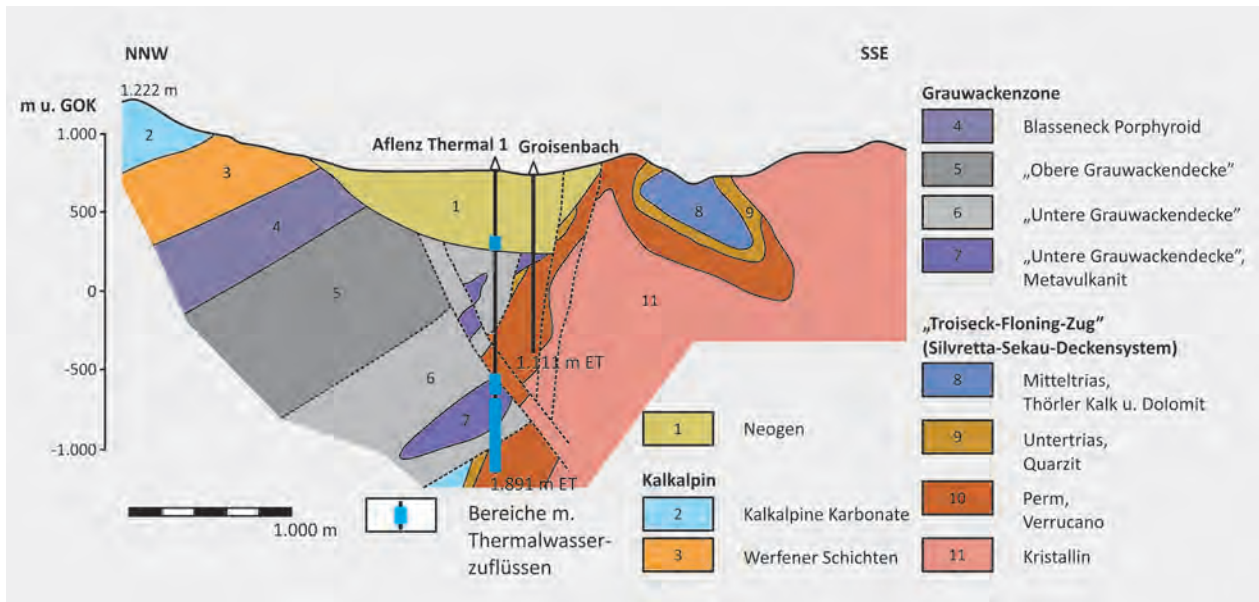 NNW
SSE
1.222 m
m u. GOK
1.000
500
0
-500
-1.000
Aflenz Thermal 1
Groisenbach
2
3
4
5
6
7
1
8
9
11
1.111 m ET
1.891 m ET
1.000 m
Bereiche m.
Thermalwasser-
zuflüssen
1 Neogen
Kalkalpin
2 Kalkalpine Karbonate
3 Werfener Schichten
Grauwackenzone
4 Blasseneck Porphyroid
5 „Obere Grauwackendecke”
6 „Untere Grauwackendecke”
7 „Untere Grauwackendecke”,
Metavulkanit
„Troiseck-Floning-Zug”
(Silvretta-Sekau-Deckensystem)
8 Mitteltrias,
Thörler Kalk u. Dolomit
9 Untertrias,
Quarzit
10 Perm,
Verrucano
11 Kristallin